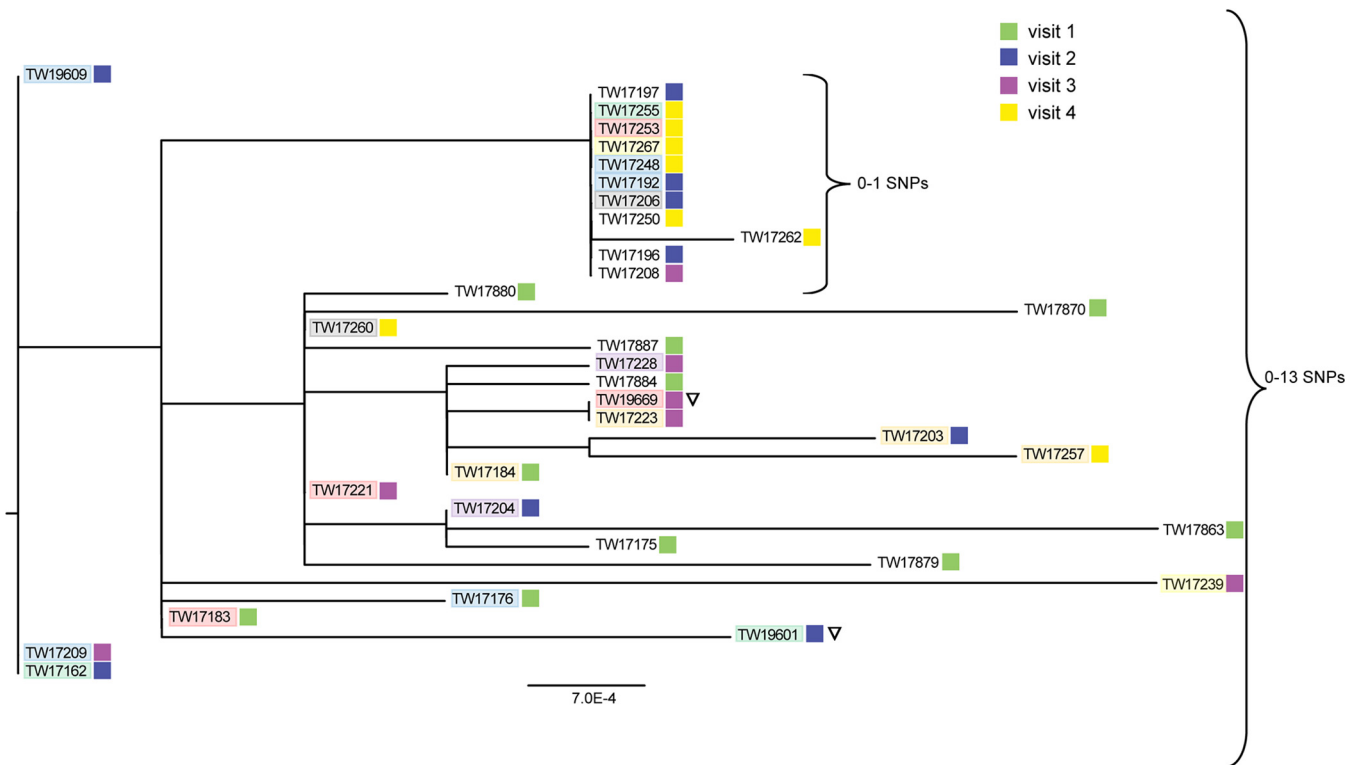 visit 1
visit 2
visit 3
visit 4
TW19609
TW17197
TW17255
TW17253
TW17267
TW17248
TW17192
TW17206
TW17250
TW17262
TW17196
TW17208
0-1 SNPs
TW17880
TW17870
TW17260
TW17887
TW17228
TW17884
TW19669
TW17223
TW17203
TW17257
TW17184
TW17221
TW17204
TW17863
TW17175
TW17879
TW17239
TW17176
TW17183
TW19601
TW17209
TW17162
0-13 SNPs
7.0E-4